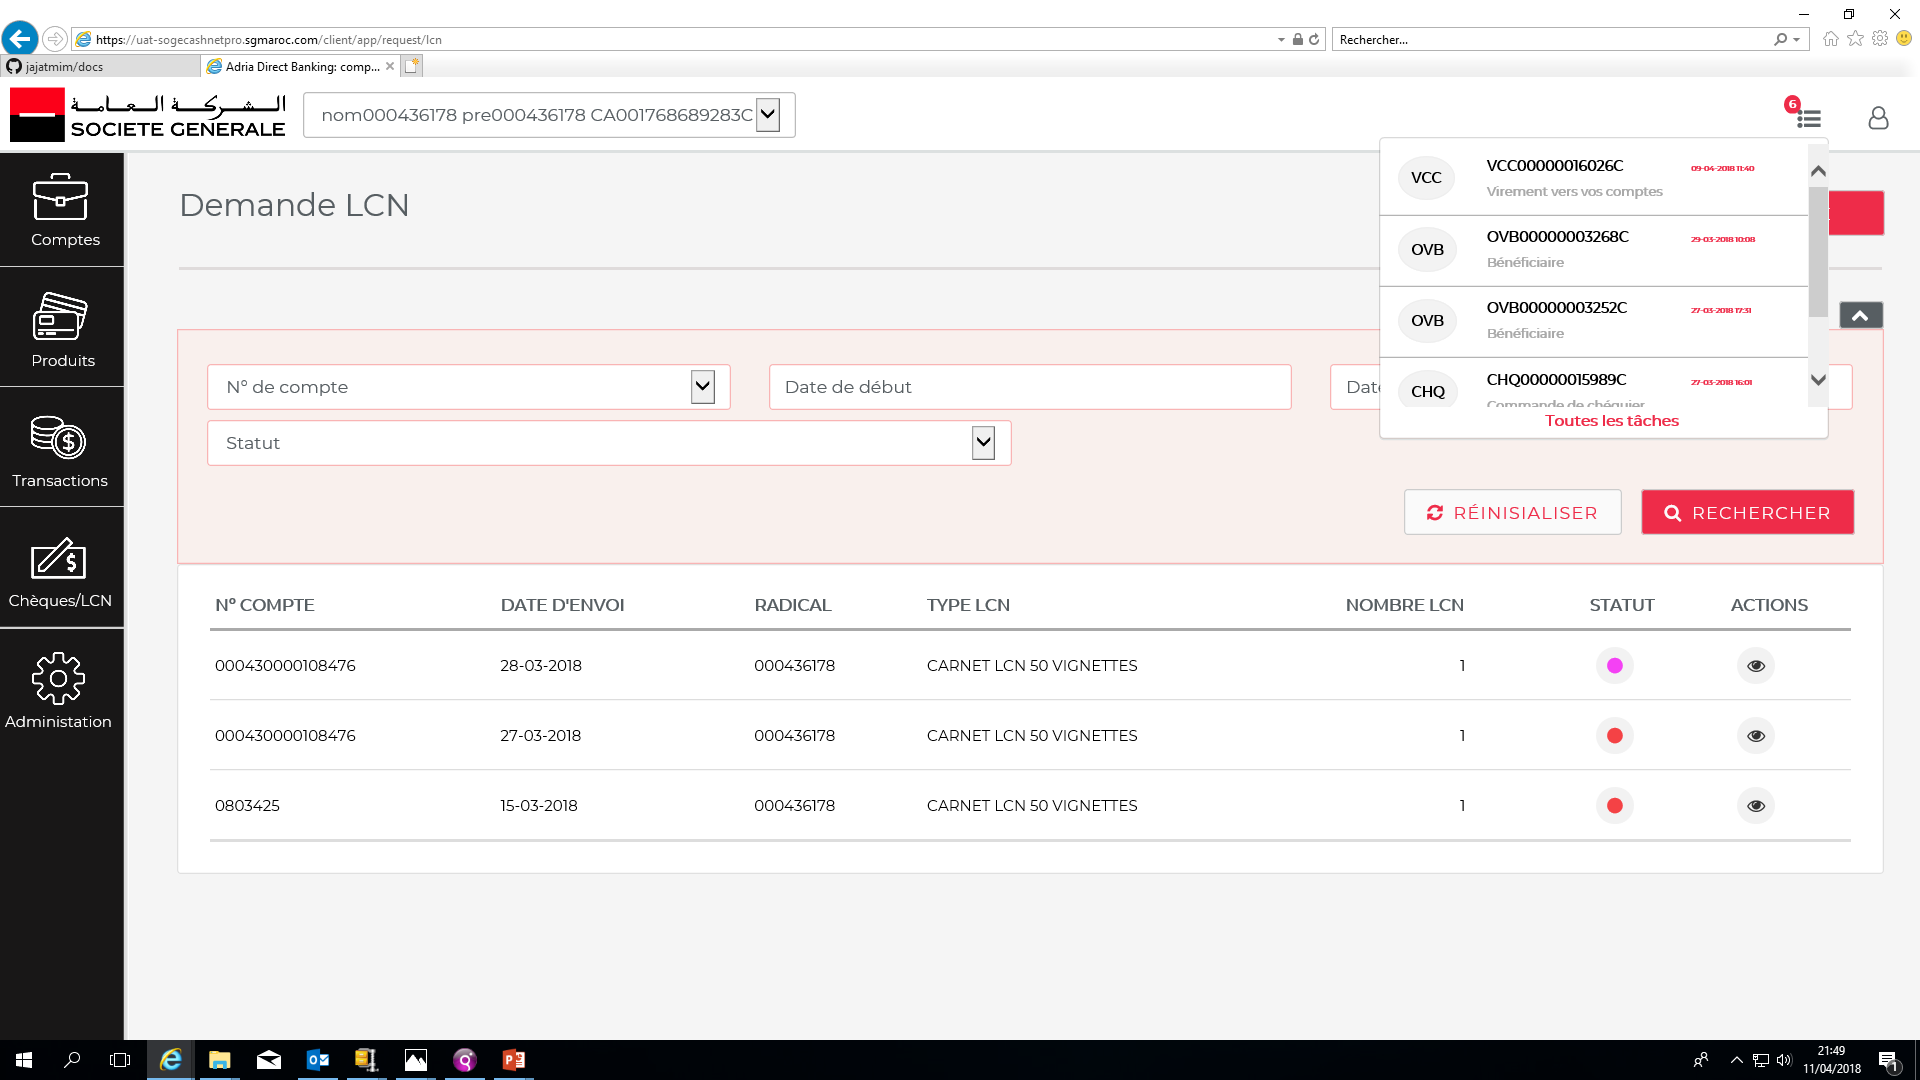 https://uat-sogecashnetpro.sgmaroc.com/client/app/request/lcn
Rechercher...
jajatmim/docs
Adria Direct Banking: comp...
الشركة العامة
SOCIETE GENERALE
nom000436178 pre000436178 CA001768689283C
6
VCC
VCC00000016026C
09-04-2018 11:40
Virement vers vos comptes
OVB
OVB00000003268C
29-03-2018 10:08
Bénéficiaire
OVB
OVB00000003252C
27-03-2018 17:31
Bénéficiaire
CHQ
CHQ00000015989C
27-03-2018 16:01
Commande de chéquier
Toutes les tâches
Comptes
Produits
Transactions
Chèques/LCN
Administation
Demande LCN
N° de compte
Date de début
Dat
Statut
RÉINISIALISER
RECHERCHER
N° COMPTE DATE D'ENVOI RADICAL TYPE LCN NOMBRE LCN STATUT ACTIONS
000430000108476 28-03-2018 000436178 CARNET LCN 50 VIGNETTES 1
000430000108476 27-03-2018 000436178 CARNET LCN 50 VIGNETTES 1
0803425 15-03-2018 000436178 CARNET LCN 50 VIGNETTES 1
21:49
11/04/2018
1